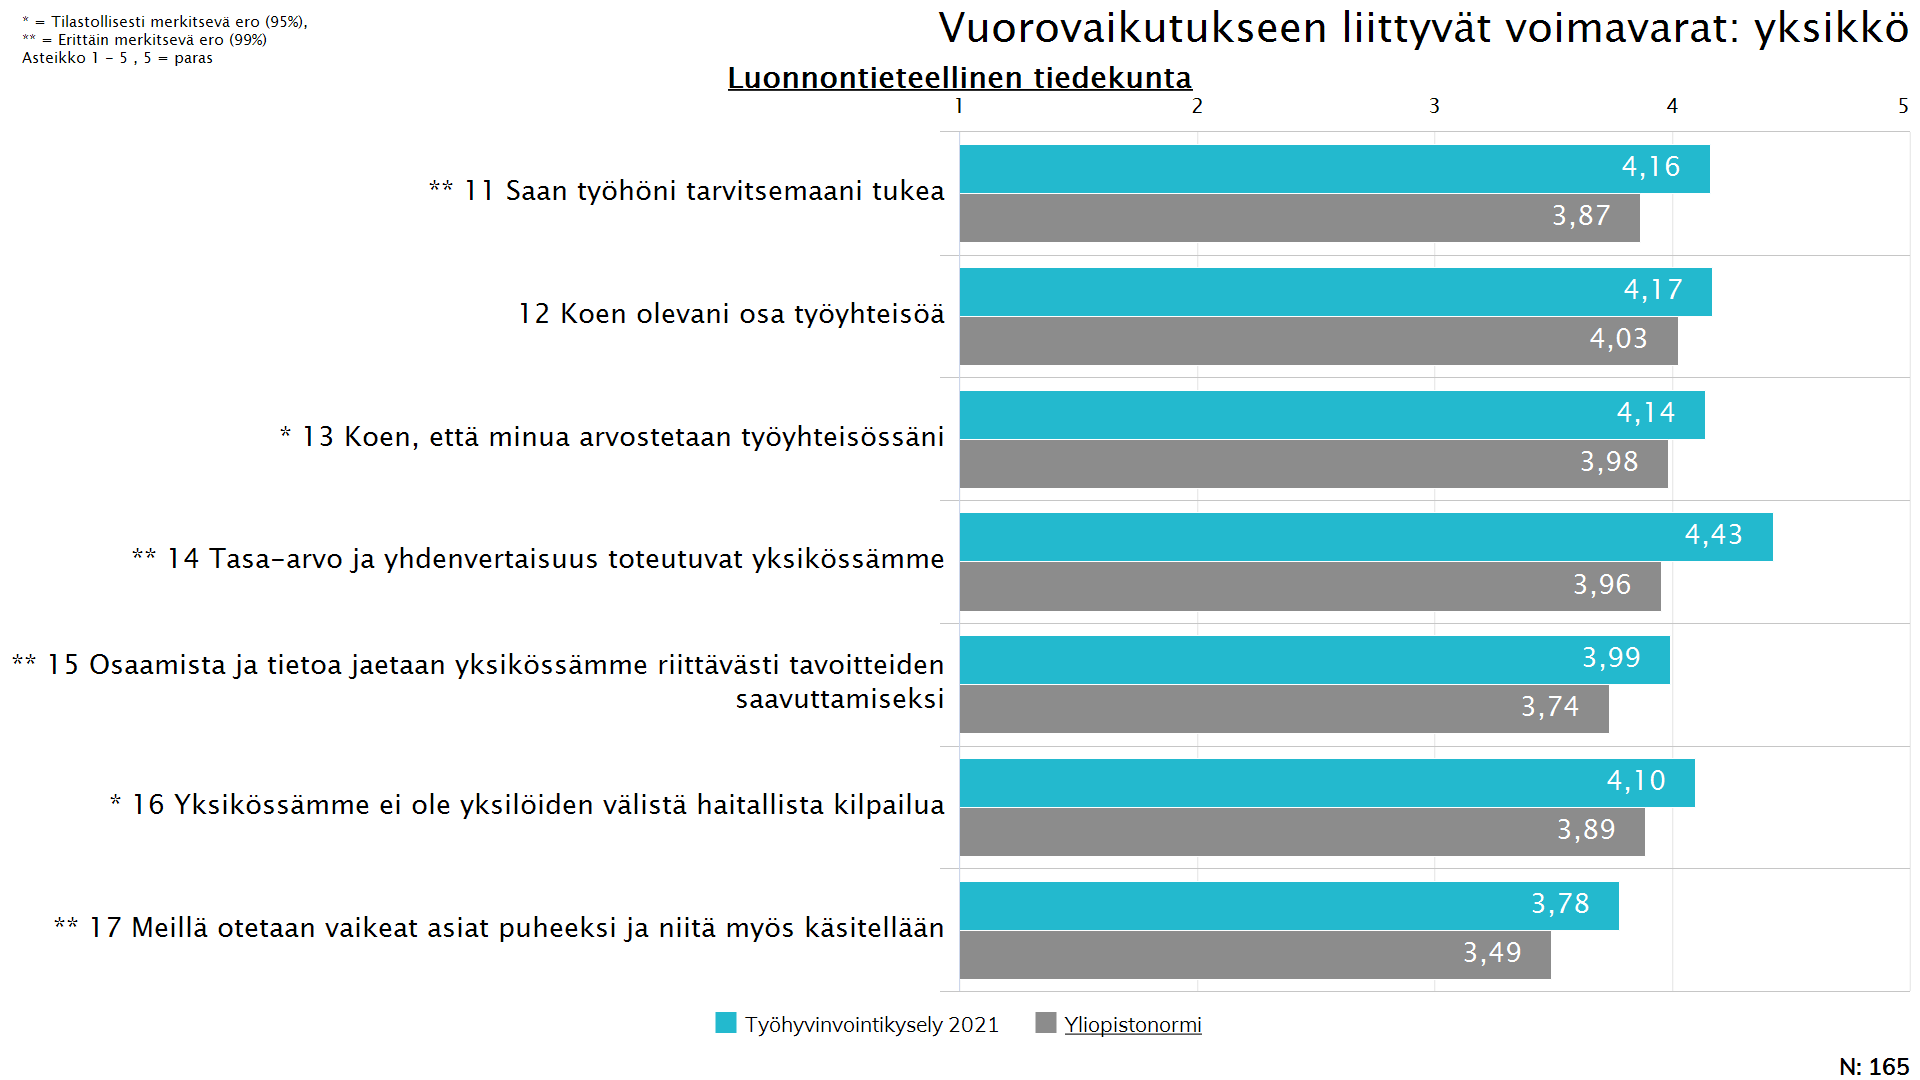 * = Tilastollisesti merkitsevä ero (95%),
** = Erittäin merkitsevä ero (99%)
Asteikko 1 - 5 , 5 = paras
Vuorovaikutukseen liittyvät voimavarat: yksikkö
Luonnontieteellinen tiedekunta
1 2 3 4 5
** 11 Saan työhöni tarvitsemaani tukea
4,16
3,87
12 Koen olevani osa työyhteisöä
4,17
4,03
* 13 Koen, että minua arvostetaan työyhteisössäni
4,14
3,98
** 14 Tasa-arvo ja yhdenvertaisuus toteutuvat yksikössämme
4,43
3,96
** 15 Osaamista ja tietoa jaetaan yksikössämme riittävästi tavoitteiden
saavuttamiseksi
3,99
3,74
* 16 Yksikössämme ei ole yksilöiden välistä haitallista kilpailua
4,10
3,89
** 17 Meillä otetaan vaikeat asiat puheeksi ja niitä myös käsitellään
3,78
3,49
Työhyvinvointikysely 2021 Yliopistonormi
N: 165